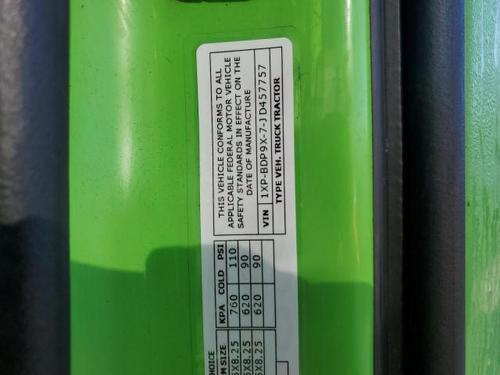 THIS VEHICLE CONFORMS TO ALL
APPLICABLE FEDERAL MOTOR VEHICLE
SAFETY STANDARDS IN EFFECT ON THE
DATE OF MANUFACTURE
VIN 1XP-BDP9X-7-JD457757
TYPE VEH. TRUCK TRACTOR
KPA COLD PSI
760 110
620 90
620 90
M SIZE
X8.25
X8.25
X8.25